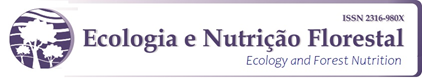 ISSN 2316-980X
Ecologia e Nutrição Florestal
Ecology and Forest Nutrition